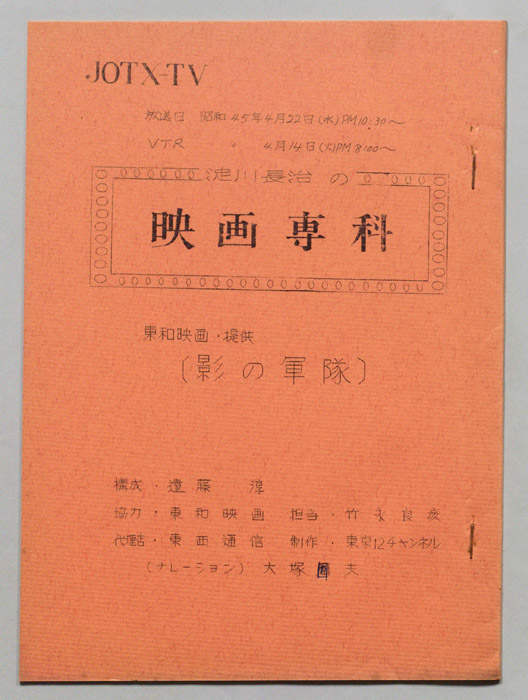 JOTX-TV
放送日 昭和45年4月22日(水)PM10:30〜
VTR 〃 4月14日(火)PM8:00〜
淀川長治の
映画専科
東和映画・提供
〔影の軍隊〕
構成・遠藤 淳
協力・東和映画 担当・竹永良彦
代理店・東西通信 制作・東京12チャンネル
(ナレーション) 大塚周夫